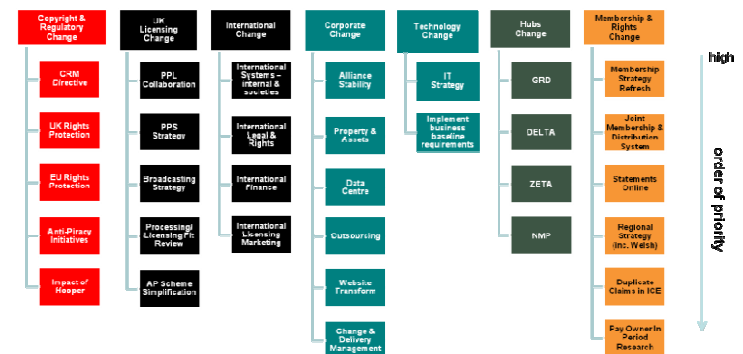 Copyright &
Regulatory
Change
CRM
Directive
UK Rights
Protection
EU Rights
Protection
Anti-Piracy
Initiatives
Impact of
Hooper
UK
Licensing
Change
PPL
Collaboration
PPS
Strategy
Broadcasting
Strategy
Processing/
Licensing Fit
Review
AP Scheme
Simplification
International
Change
International
Systems –
internal &
societies
International
Legal &
Rights
International
Finance
International
Licensing
Marketing
Corporate
Change
Alliance
Stability
Property &
Assets
Data
Centre
Outsourcing
Website
Transform
Change &
Delivery
Management
Technology
Change
IT
Strategy
Implement
business
baseline
requirements
Hubs
Change
GRD
DELTA
ZETA
NMP
Membership &
Rights
Change
Membership
Strategy
Refresh
Joint
Membership &
Distribution
System
Statements
Online
Regional
Strategy
(inc. Welsh)
Duplicate
Claims in ICE
Pay Owner In
Period
Research
high
order of priority